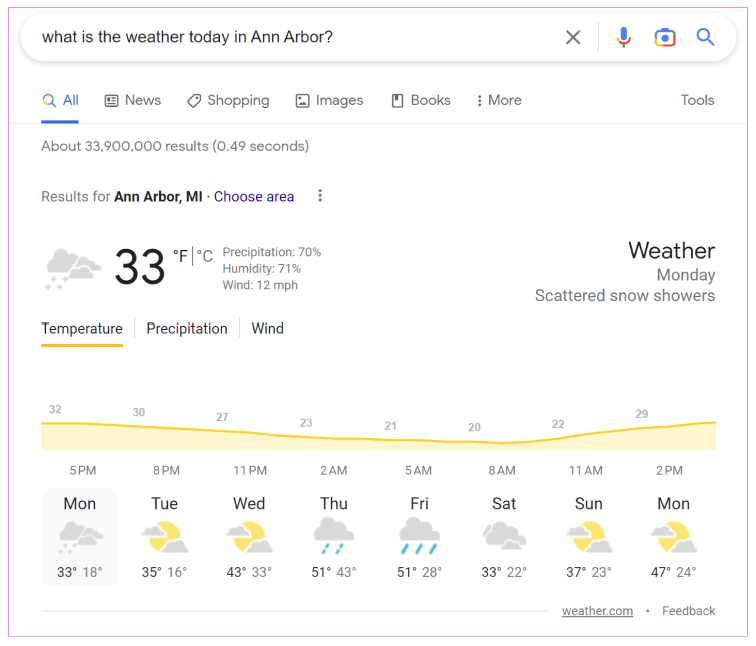 what is the weather today in Ann Arbor?
All News Shopping Images Books More Tools
About 33,900,000 results (0.49 seconds)
Results for Ann Arbor, MI · Choose area
33 °F | °C
Precipitation: 70%
Humidity: 71%
Wind: 12 mph
Weather
Monday
Scattered snow showers
Temperature Precipitation Wind
32 30 27 23 21 20 22 29
5 PM 8 PM 11 PM 2 AM 5 AM 8 AM 11 AM 2 PM
Mon Tue Wed Thu Fri Sat Sun Mon
33° 18° 35° 16° 43° 33° 51° 43° 51° 28° 33° 22° 37° 23° 47° 24°
weather.com • Feedback